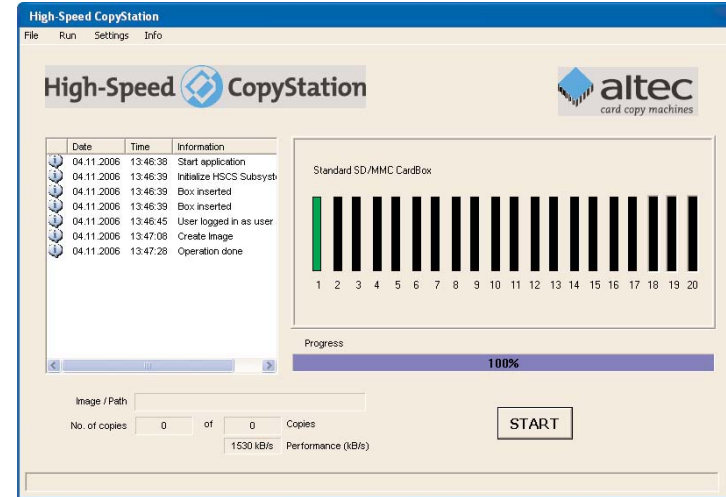 High-Speed CopyStation
File Run Settings Info
High-Speed CopyStation
altec
card copy machines
Date Time Information
04.11.2006 13:46:38 Start application
04.11.2006 13:46:39 Initialize HSCS Subsyst
04.11.2006 13:46:39 Box inserted
04.11.2006 13:46:39 Box inserted
04.11.2006 13:46:45 User logged in as user
04.11.2006 13:47:08 Create Image
04.11.2006 13:47:28 Operation done
Standard SD/MMC CardBox
1 2 3 4 5 6 7 8 9 10 11 12 13 14 15 16 17 18 19 20
Progress
100%
Image / Path
No. of copies 0 of 0 Copies
1530 kB/s Performance (kB/s)
START